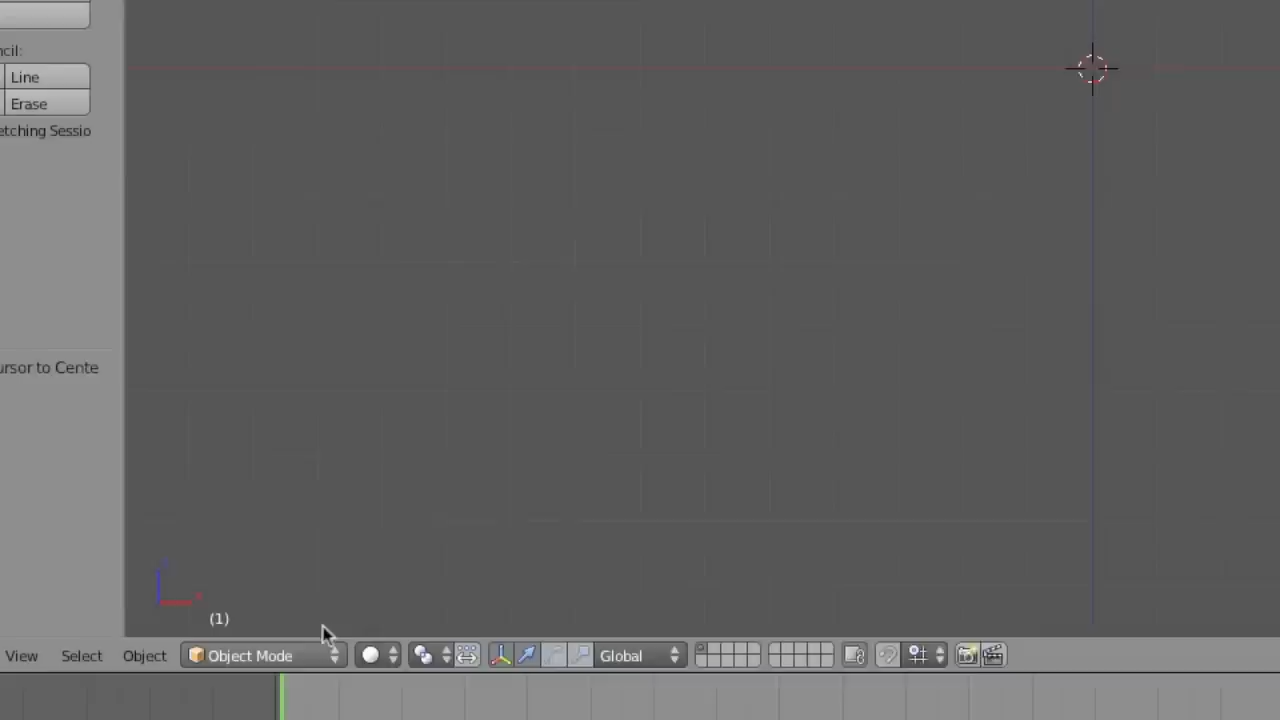 ncil:
Line
Erase
etching Sessio
ursor to Cente
(1)
View Select Object Object Mode Global